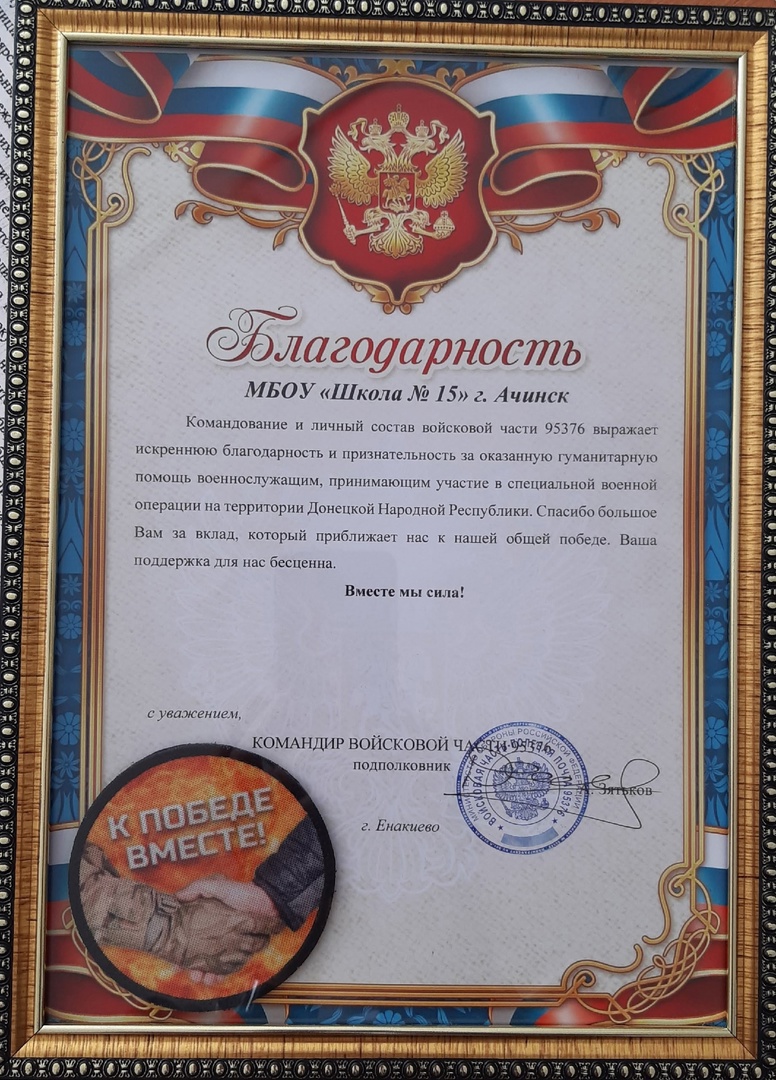 Благодарность
МБОУ «Школа № 15» г. Ачинск
Командование и личный состав войсковой части 95376 выражает
искреннюю благодарность и признательность за оказанную гуманитарную
помощь военнослужащим, принимающим участие в специальной военной
операции на территории Донецкой Народной Республики. Спасибо большое
Вам за вклад, который приближает нас к нашей общей победе. Ваша
поддержка для нас бесценна.
Вместе мы сила!
с уважением,
КОМАНДИР ВОЙСКОВОЙ ЧАСТИ
подполковник
Зятьков
г. Енакиево
К ПОБЕДЕ
ВМЕСТЕ!